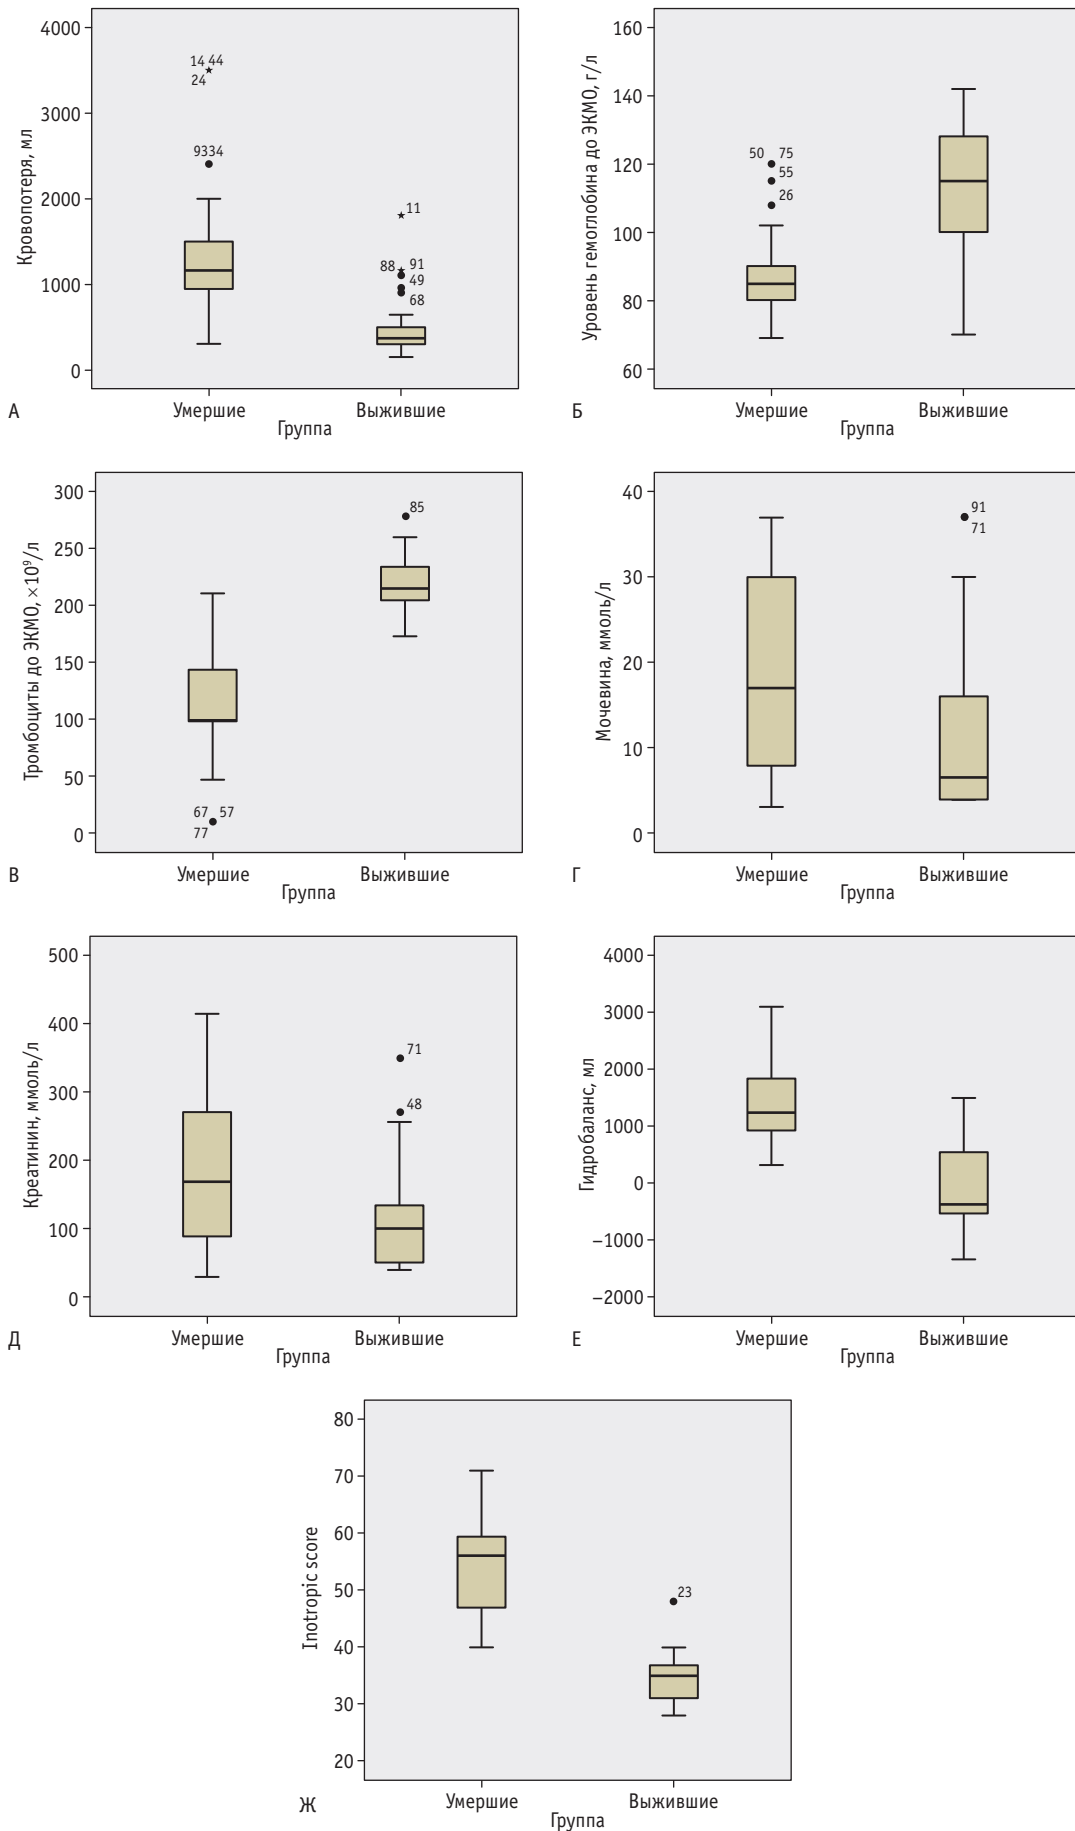 4000
3000
2000
1000
0
Кровопотеря, мл
14 44
24
9334
11
88 91
49
68
Умершие Выжившие
Группа
А
160
140
120
100
80
60
Уровень гемоглобина до ЭКМО, г/л
50 75
55
26
Умершие Выжившие
Группа
Б
300
250
200
150
100
50
0
Тромбоциты до ЭКМО, ×10⁹/л
85
67 57
77
Умершие Выжившие
Группа
В
40
30
20
10
0
Мочевина, ммоль/л
91
71
Умершие Выжившие
Группа
Г
500
400
300
200
100
0
Креатинин, ммоль/л
71
48
Умершие Выжившие
Группа
Д
4000
3000
2000
1000
0
–1000
–2000
Гидробаланс, мл
Умершие Выжившие
Группа
Е
80
70
60
50
40
30
20
Inotropic score
23
Умершие Выжившие
Группа
Ж